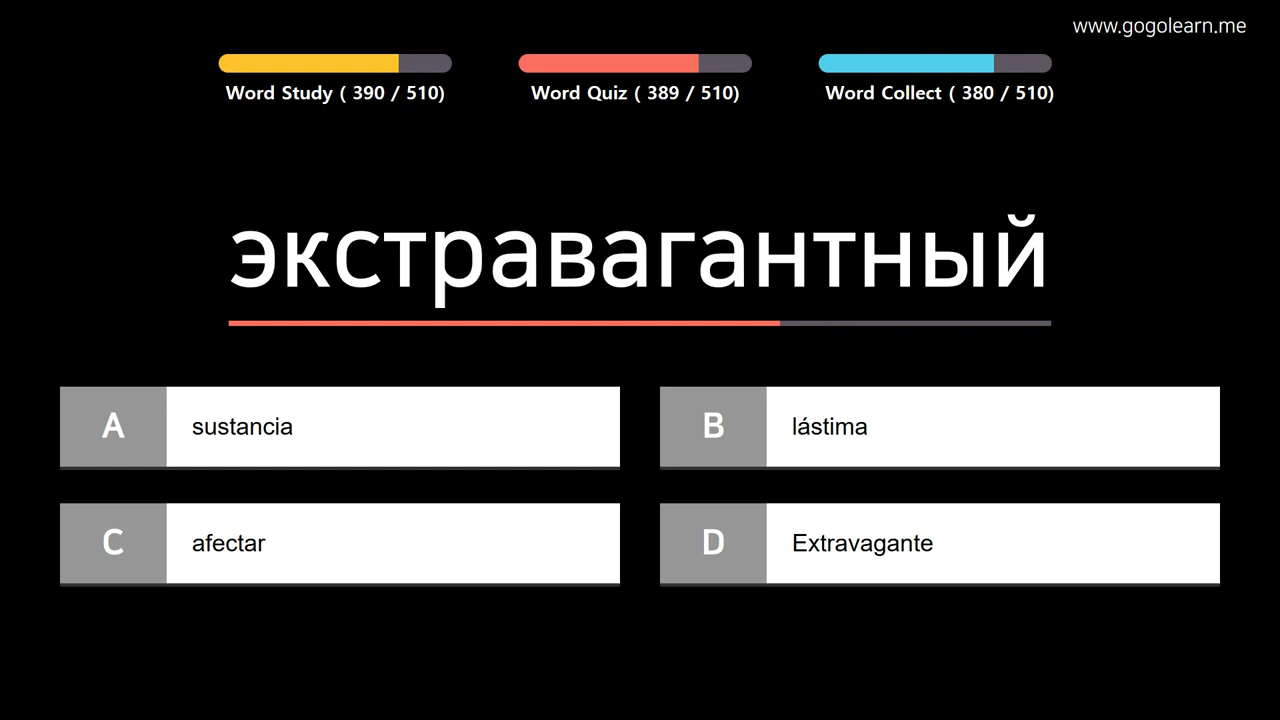 www.gogolearn.me
Word Study ( 390 / 510)
Word Quiz ( 389 / 510)
Word Collect ( 380 / 510)
экстравагантный
A sustancia
B lástima
C afectar
D Extravagante